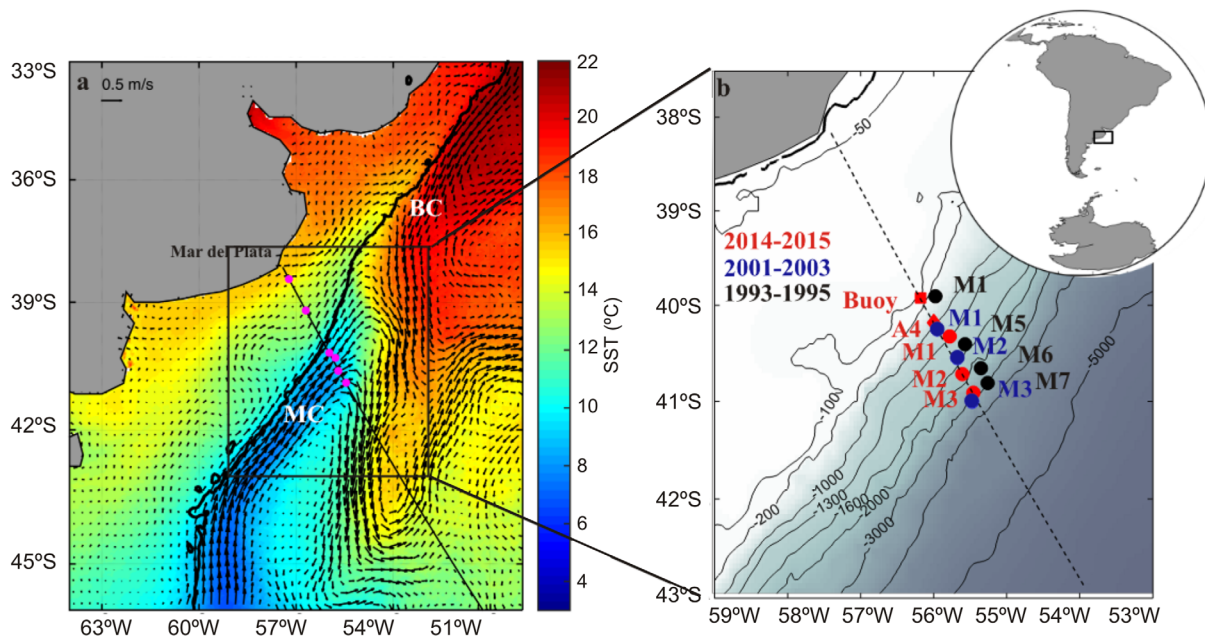 a
0.5 m/s
33ºS
36ºS
39ºS
42ºS
45ºS
63ºW
60ºW
57ºW
54ºW
51ºW
Mar del Plata
BC
MC
22
20
18
16
14
12
10
8
6
4
SST (ºC)
b
38ºS
39ºS
40ºS
41ºS
42ºS
43ºS
59ºW
58ºW
57ºW
56ºW
55ºW
54ºW
53ºW
2014-2015
2001-2003
1993-1995
Buoy
A4
M1
M2
M3
M1
M2
M3
M1
M5
M6
M7
-50
-100
-200
-1000
-1300
1600
-2000
-3000
-5000